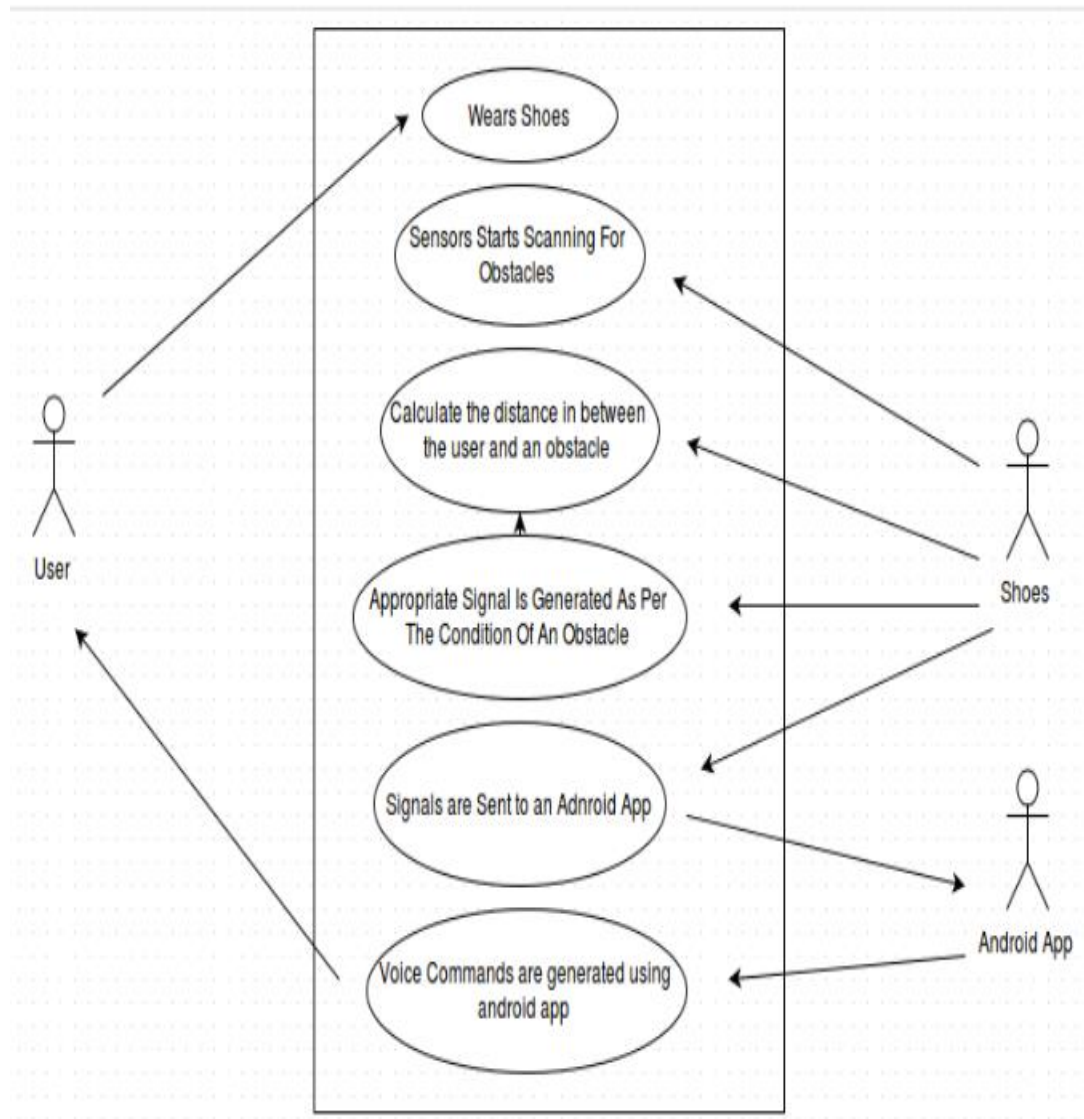 Wears Shoes
Sensors Starts Scanning For
Obstacles
Calculate the distance in between
the user and an obstacle
User
Shoes
Appropriate Signal Is Generated As Per
The Condition Of An Obstacle
Signals are Sent to an Adnroid App
Android App
Voice Commands are generated using
android app